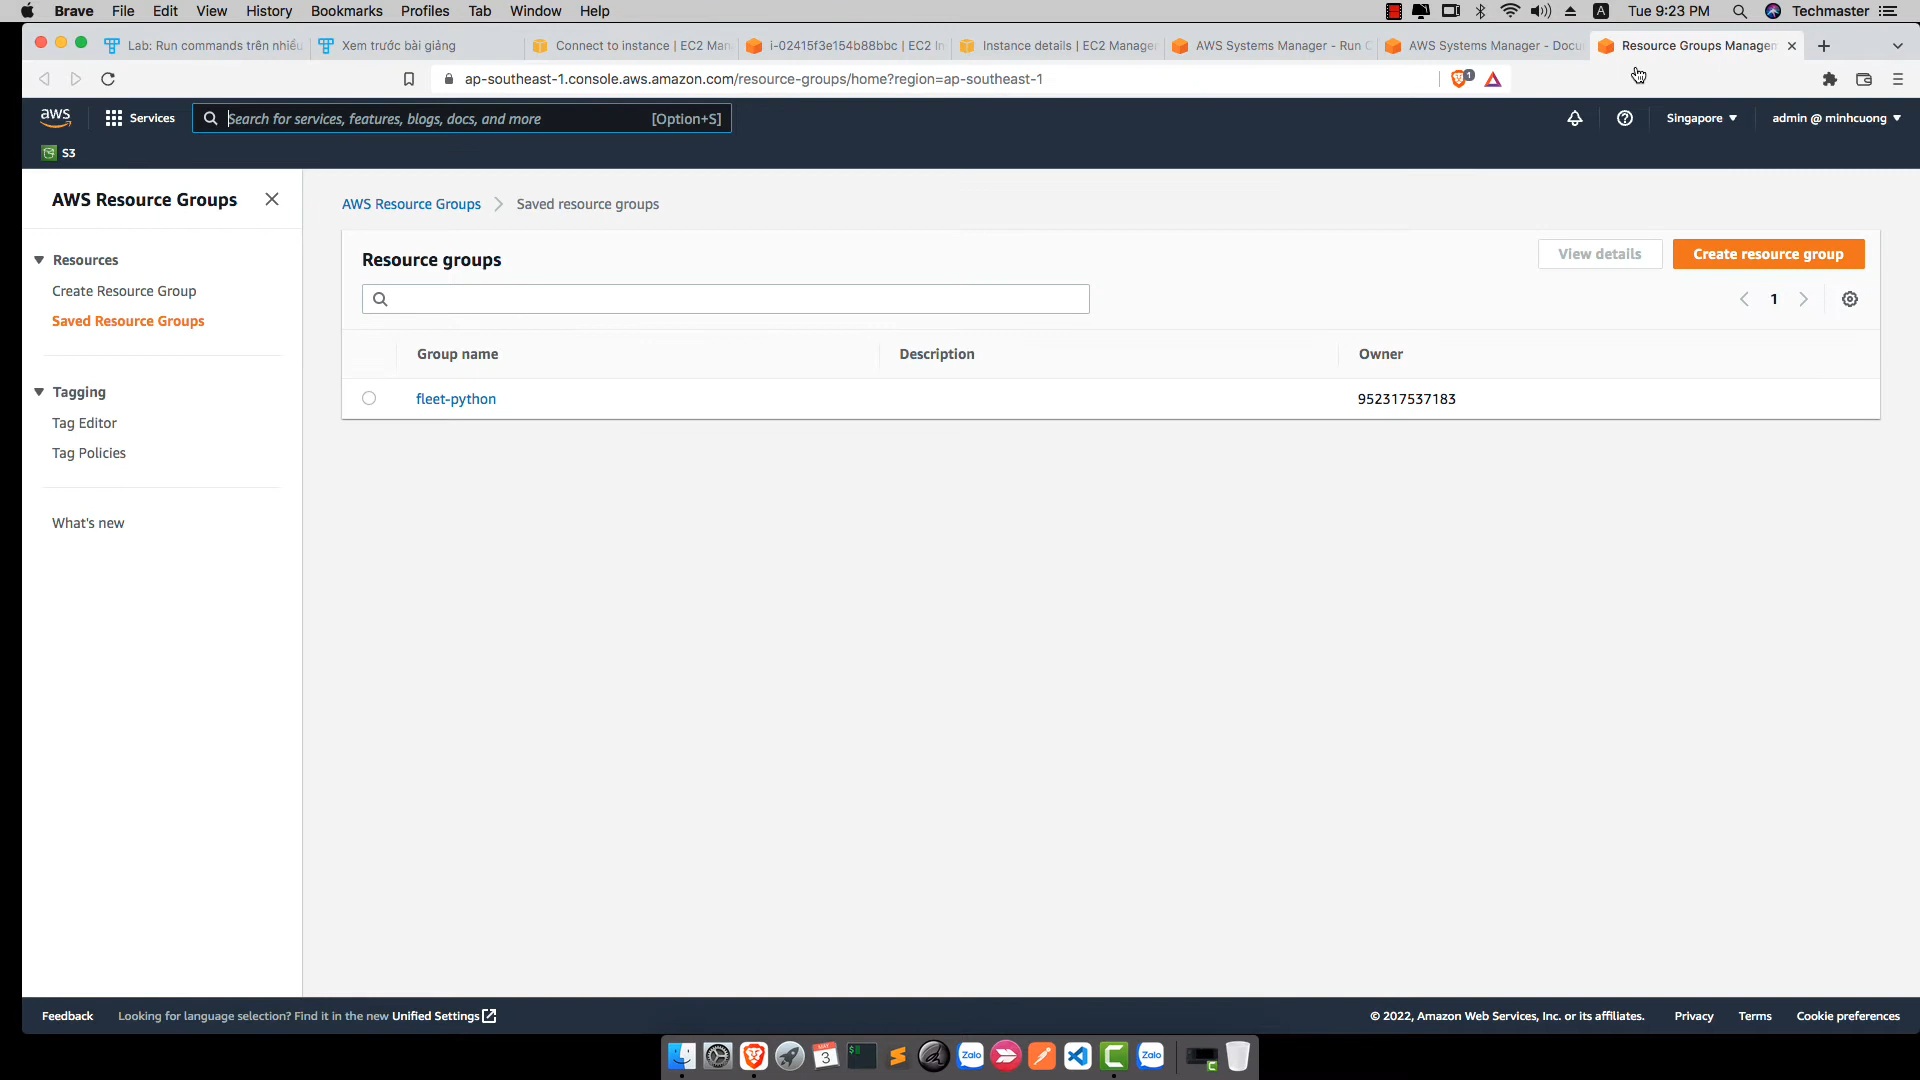 Brave File Edit View History Bookmarks Profiles Tab Window Help A Tue 9:23 PM Techmaster
Lab: Run commands trên nhiều Xem trước bài giảng Connect to instance | EC2 Man i-02415f3e154b88bbc | EC2 In Instance details | EC2 Manage AWS Systems Manager - Run C AWS Systems Manager - Docu Resource Groups Managem
ap-southeast-1.console.aws.amazon.com/resource-groups/home?region=ap-southeast-1 1
aws Services Search for services, features, blogs, docs, and more [Option+S] Singapore admin @ minhcuong
S3
AWS Resource Groups
Resources
Create Resource Group
Saved Resource Groups
Tagging
Tag Editor
Tag Policies
What's new
AWS Resource Groups Saved resource groups
Resource groups View details Create resource group
1
Group name Description Owner
fleet-python 952317537183
Feedback Looking for language selection? Find it in the new Unified Settings © 2022, Amazon Web Services, Inc. or its affiliates. Privacy Terms Cookie preferences
MAY
3
$
Zalo
Zalo